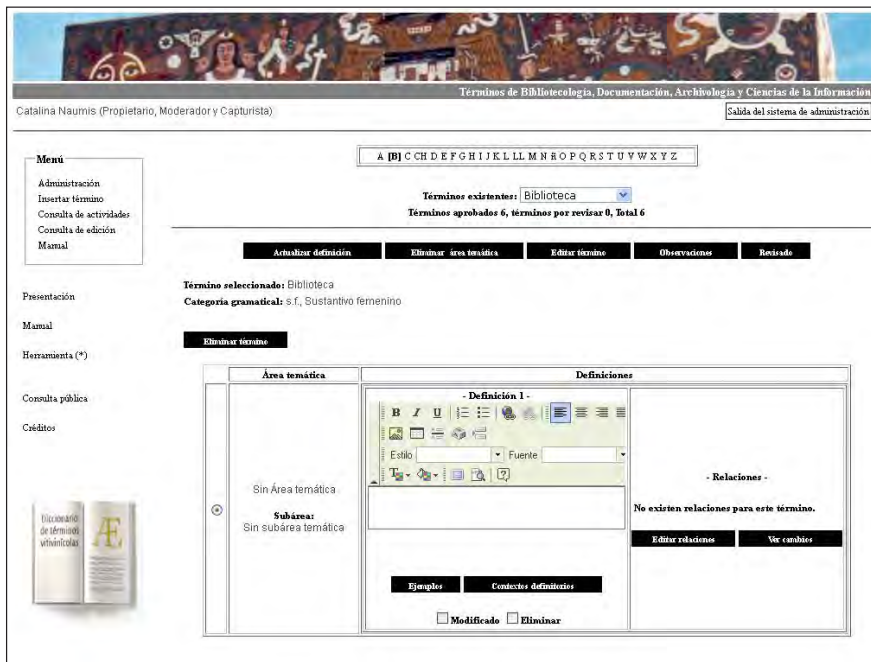 Términos de Bibliotecología, Documentación, Archivología y Ciencias de la Información
Catalina Naumis (Propietario, Moderador y Capturista)
Salida del sistema de administración
Menú
Administración
Insertar término
Consulta de actividades
Consulta de edición
Manual
Presentación
Manual
Herramienta (*)
Consulta pública
Créditos
Diccionario
de términos
vitivinícolas
Æ
A [B] C CH D E F G H I J K L LL M N Ñ O P Q R S T U V W X Y Z
Términos existentes: Biblioteca
Términos aprobados 6, términos por revisar 0, Total 6
Actualizar definición Eliminar área temática Editar término Observaciones Revisado
Término seleccionado: Biblioteca
Categoría gramatical: s.f., Sustantivo femenino
Eliminar término
Área temática Definiciones
Sin Área temática
Subárea:
Sin subárea temática
- Definición 1 -
B I U
Estilo Fuente
Ejemplos Contextos definitorios
Modificado Eliminar
- Relaciones -
No existen relaciones para este término.
Editar relaciones Ver cambios